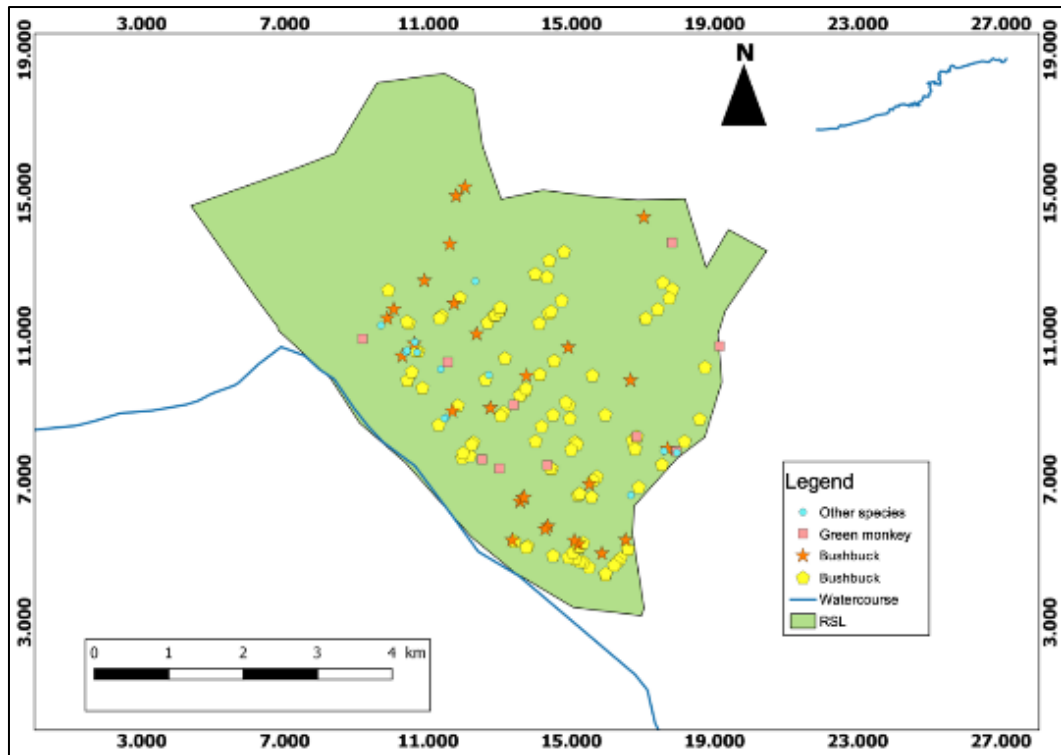 3.000 7.000 11.000 15.000 19.000 23.000 27.000
19.000 19.000
N
15.000 15.000
11.000 11.000
Legend
7.000 7.000
Other species
Green monkey
Bushbuck
Bushbuck
Watercourse
RSL
3.000 3.000
0 1 2 3 4 km
3.000 7.000 11.000 15.000 19.000 23.000 27.000